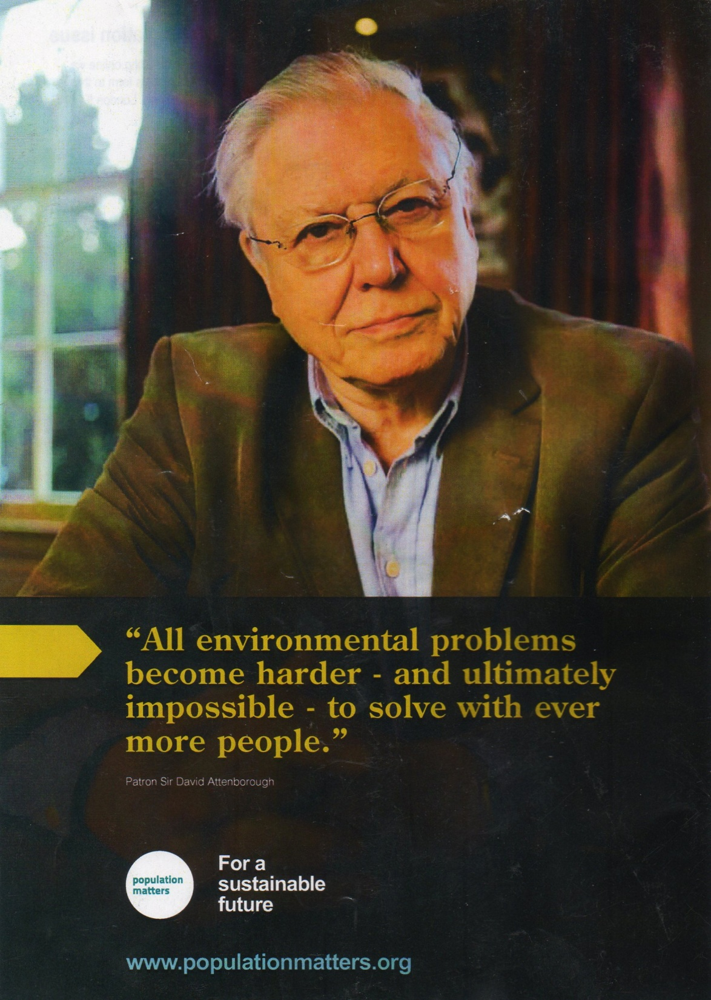 “All environmental problems
become harder - and ultimately
impossible - to solve with ever
more people.”
Patron Sir David Attenborough
population
matters
For a
sustainable
future
www.populationmatters.org